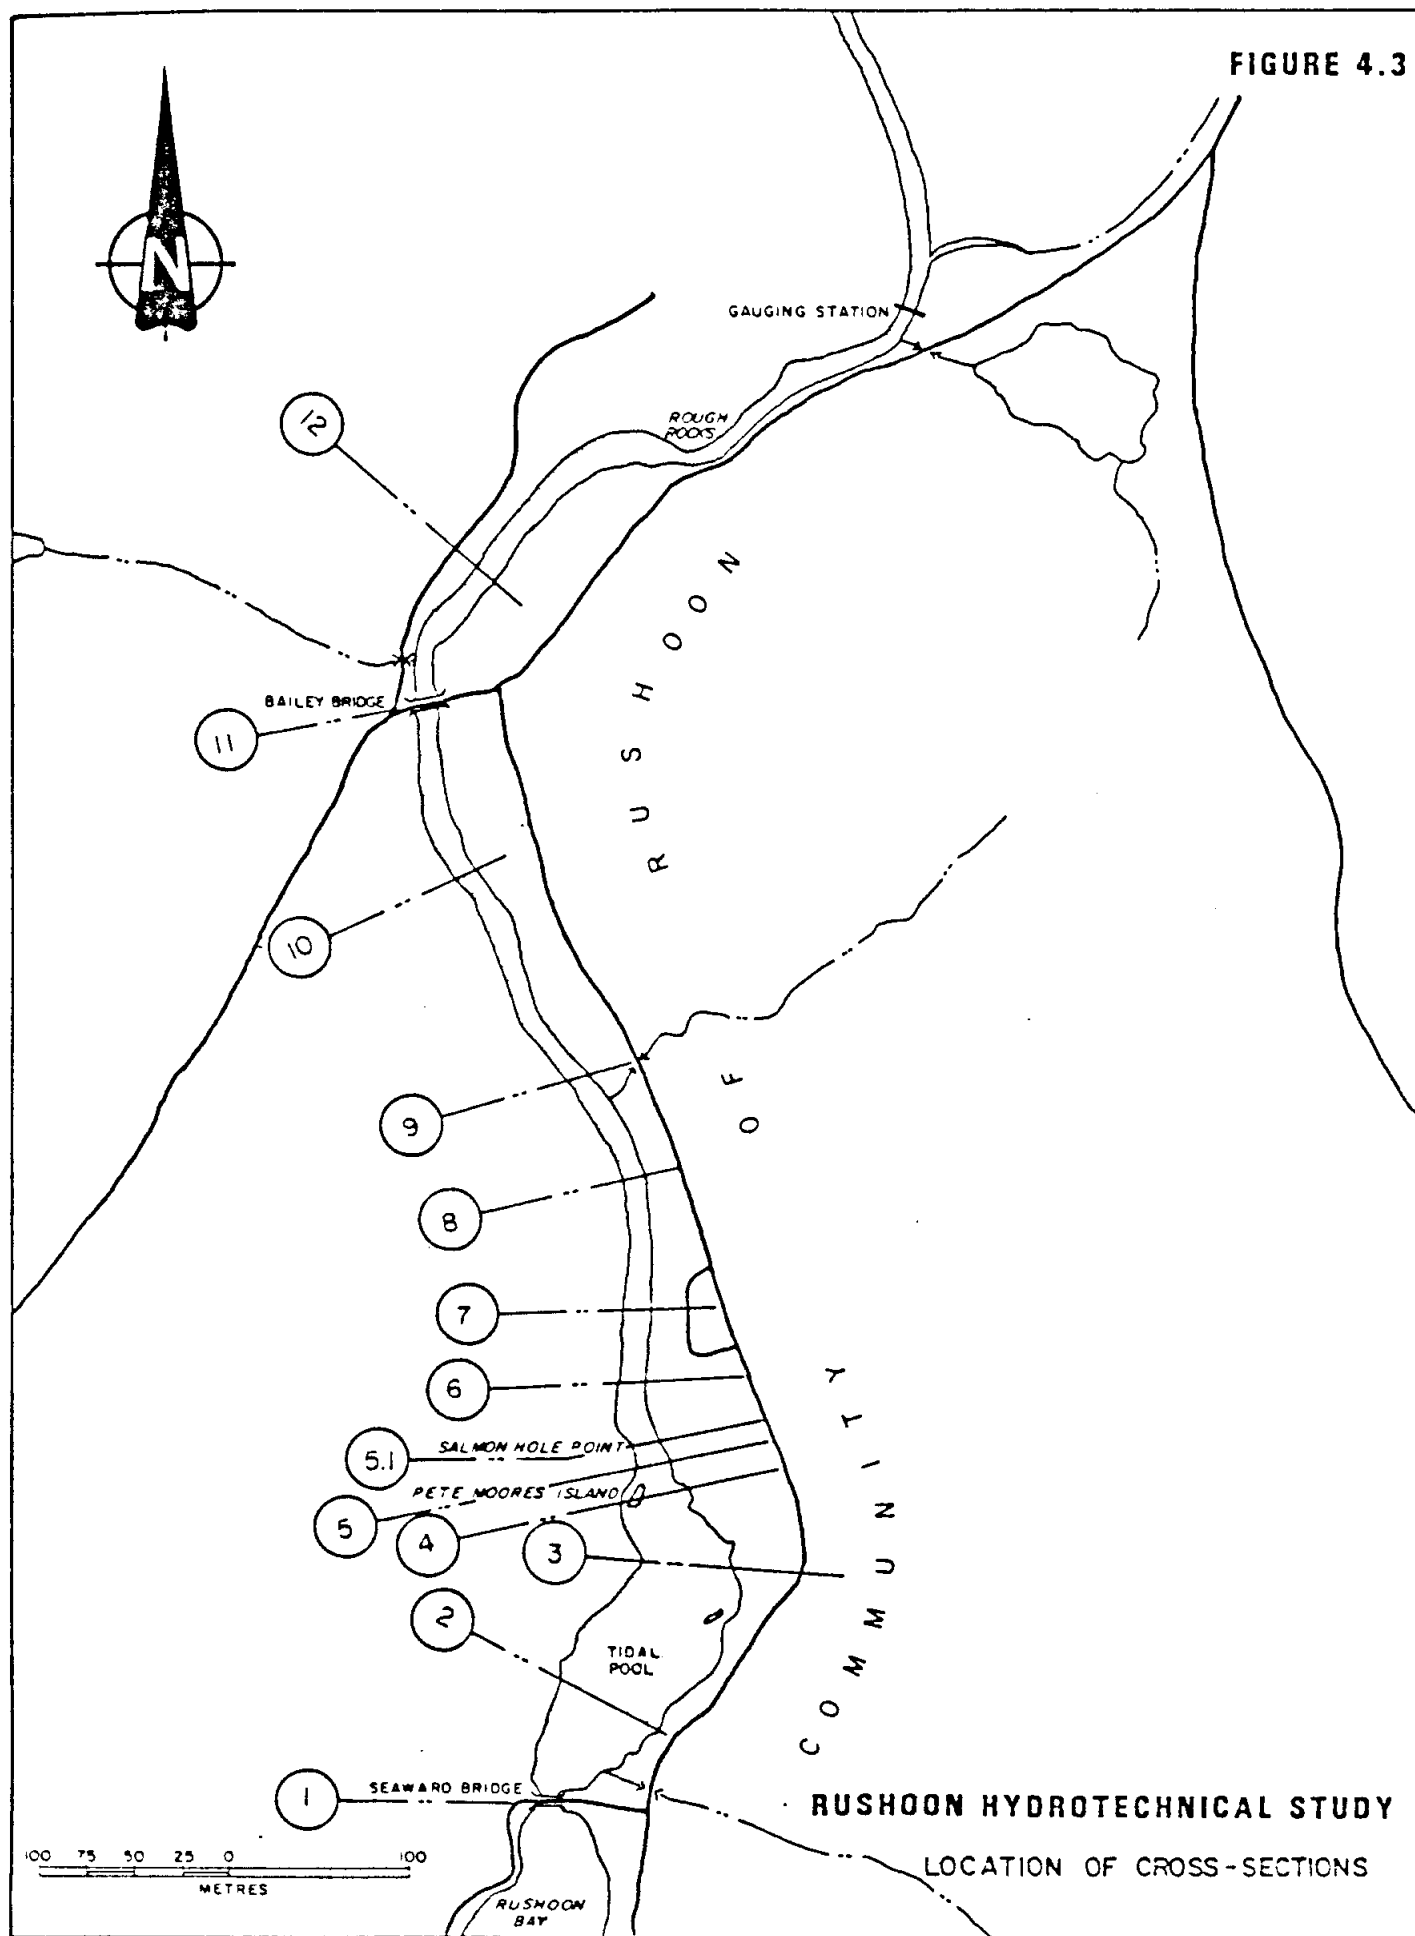 FIGURE 4.3
N
GAUGING STATION
12
ROUGH
ROCKS
RUSHOON
BAILEY BRIDGE
11
10
9
OF
8
7
6
COMMUNITY
SALMON HOLE POINT
5.1
PETE MOORES ISLAND
5
4
3
2
TIDAL
POOL
SEAWARD BRIDGE
1
RUSHOON HYDROTECHNICAL STUDY
LOCATION OF CROSS-SECTIONS
100 75 50 25 0 100
METRES
RUSHOON
BAY